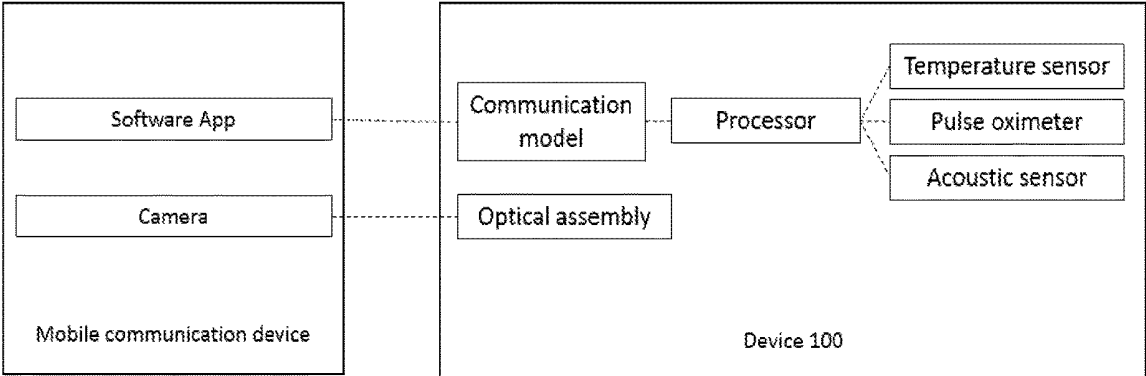 Software App
Camera
Mobile communication device
Communication
model
Processor
Temperature sensor
Pulse oximeter
Acoustic sensor
Optical assembly
Device 100